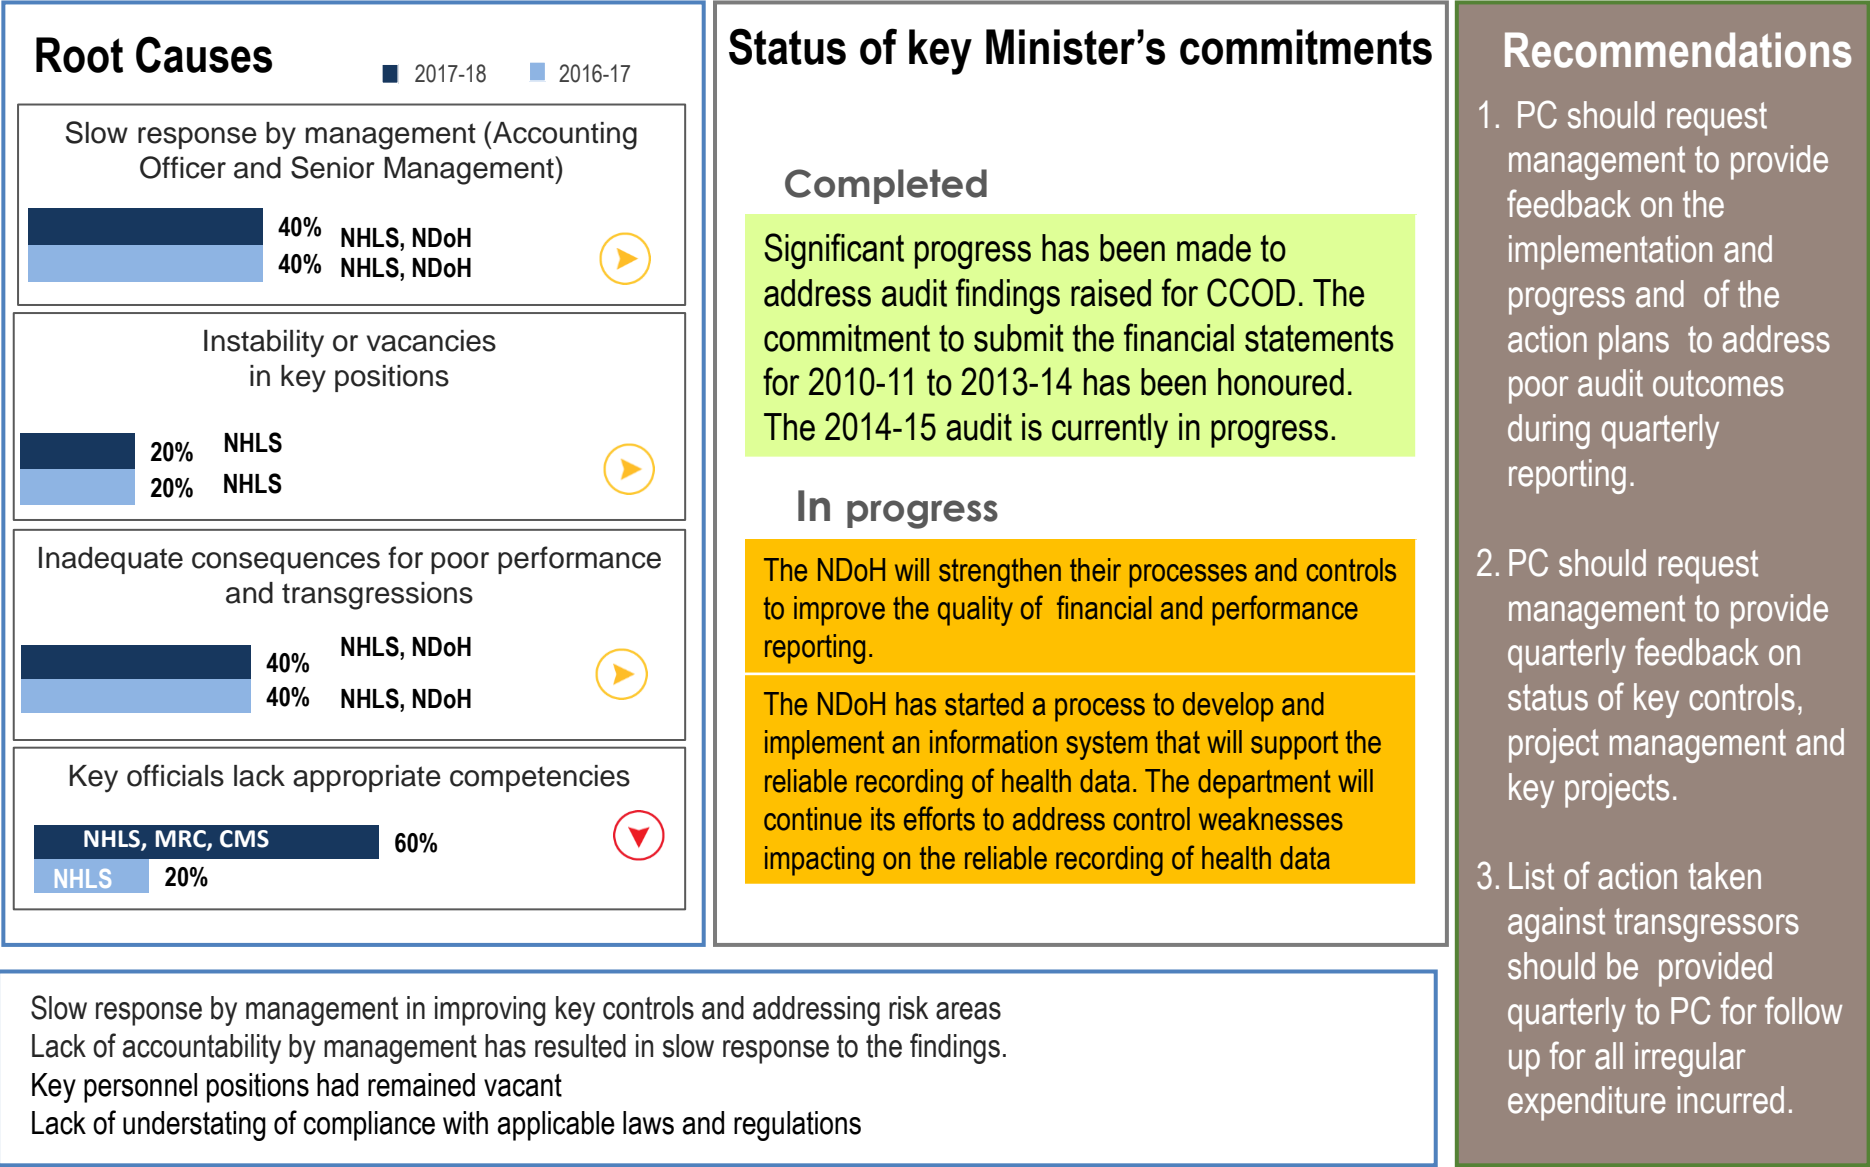 Root Causes
2017-18
2016-17
Slow response by management (Accounting
Officer and Senior Management)
40% NHLS, NDoH
40% NHLS, NDoH
Instability or vacancies
in key positions
20% NHLS
20% NHLS
Inadequate consequences for poor performance
and transgressions
40% NHLS, NDoH
40% NHLS, NDoH
Key officials lack appropriate competencies
NHLS, MRC, CMS 60%
NHLS 20%
Status of key Minister’s commitments
Completed
Significant progress has been made to
address audit findings raised for CCOD. The
commitment to submit the financial statements
for 2010-11 to 2013-14 has been honoured.
The 2014-15 audit is currently in progress.
In progress
The NDoH will strengthen their processes and controls
to improve the quality of financial and performance
reporting.
The NDoH has started a process to develop and
implement an information system that will support the
reliable recording of health data. The department will
continue its efforts to address control weaknesses
impacting on the reliable recording of health data
Recommendations
1. PC should request
management to provide
feedback on the
implementation and
progress and of the
action plans to address
poor audit outcomes
during quarterly
reporting.
2. PC should request
management to provide
quarterly feedback on
status of key controls,
project management and
key projects.
3. List of action taken
against transgressors
should be provided
quarterly to PC for follow
up for all irregular
expenditure incurred.
Slow response by management in improving key controls and addressing risk areas
Lack of accountability by management has resulted in slow response to the findings.
Key personnel positions had remained vacant
Lack of understating of compliance with applicable laws and regulations